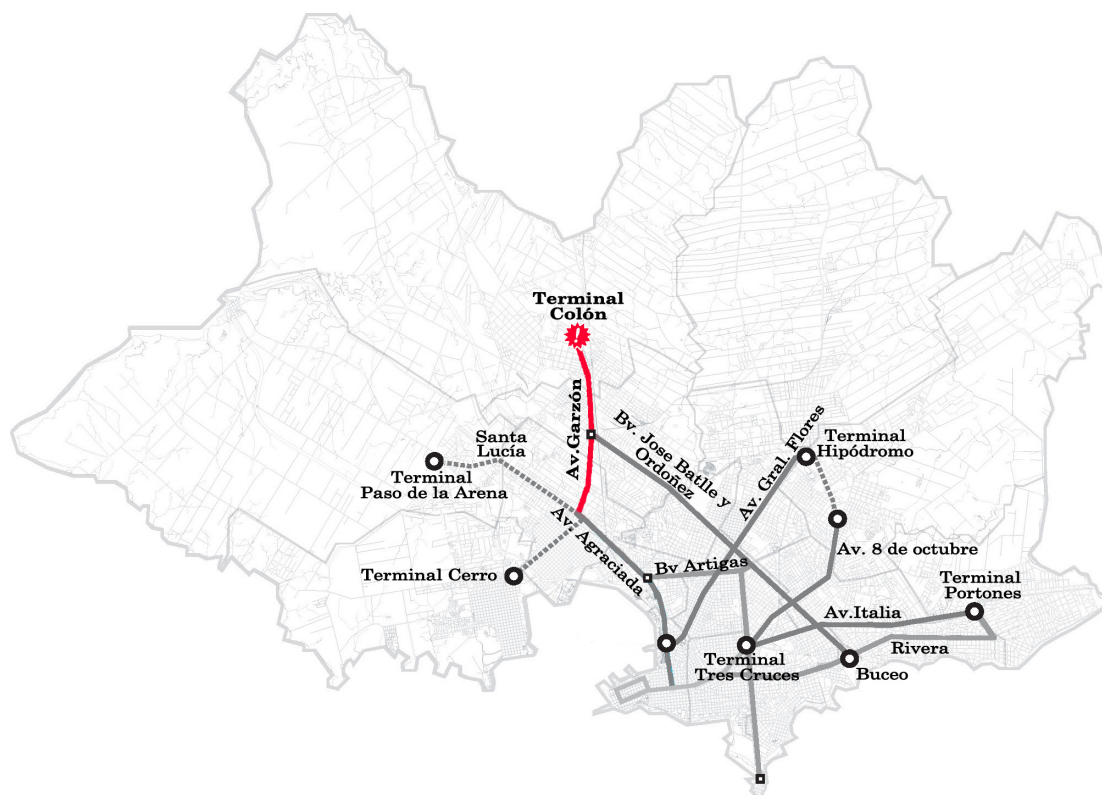 Terminal
Colón
!
Av.Garzón
Bv. Jose Batlle y
Ordoñez
Av. Gral. Flores
Terminal
Hipódromo
Santa
Lucía
Terminal
Paso de la Arena
Av. Agraciada
Av. 8 de octubre
Terminal Cerro
Bv Artigas
Terminal
Portones
Av.Italia
Rivera
Terminal
Tres Cruces
Buceo